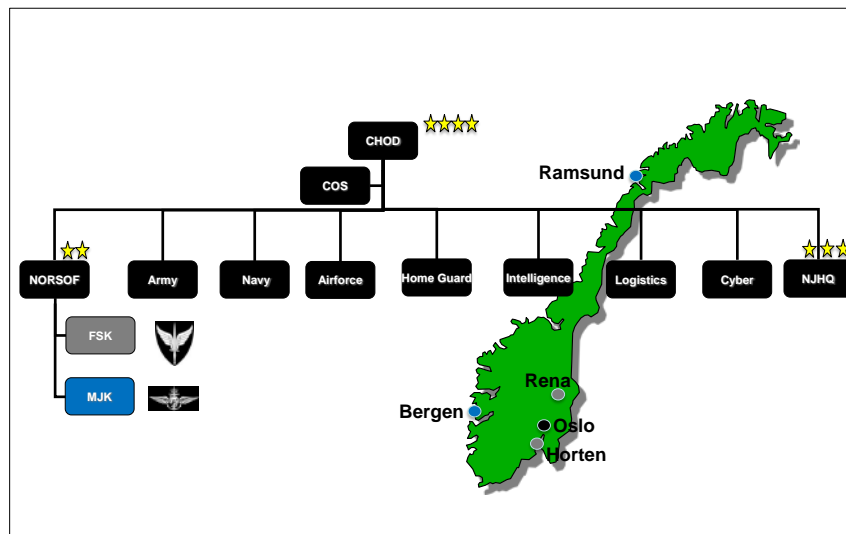 CHOD
COS
NORSOF
Army
Navy
Airforce
Home Guard
Intelligence
Logistics
Cyber
NJHQ
FSK
MJK
Ramsund
Rena
Bergen
Oslo
Horten